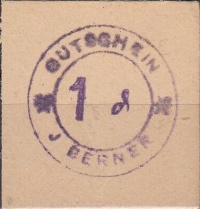 GUTSCHEIN
1 d
J BERNER